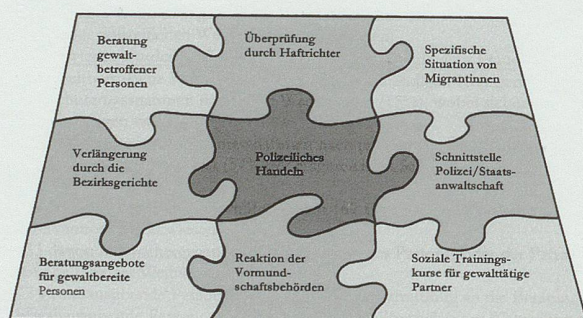 Beratung
gewalt-
betroffener
Personen
Überprüfung
durch Haftrichter
Spezifische
Situation von
Migrantinnen
Verlängerung
durch die
Bezirksgerichte
Polizeiliches
Handeln
Schnittstelle
Polizei/Staats-
anwaltschaft
Beratungsangebote
für gewaltbereite
Personen
Reaktion der
Vormund-
schaftsbehörden
Soziale Trainings-
kurse für gewalttätige
Partner